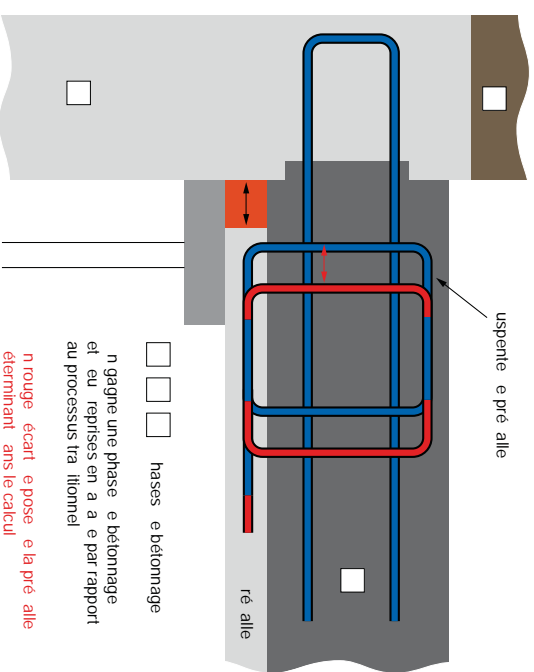 uspente e pré alle
ré alle
hases e bétonnage
n gagne une phase e bétonnage
et eu reprises en a a e par rapport
au processus tra itionnel
n rouge écart e pose e la pré alle
éterminant ans le calcul